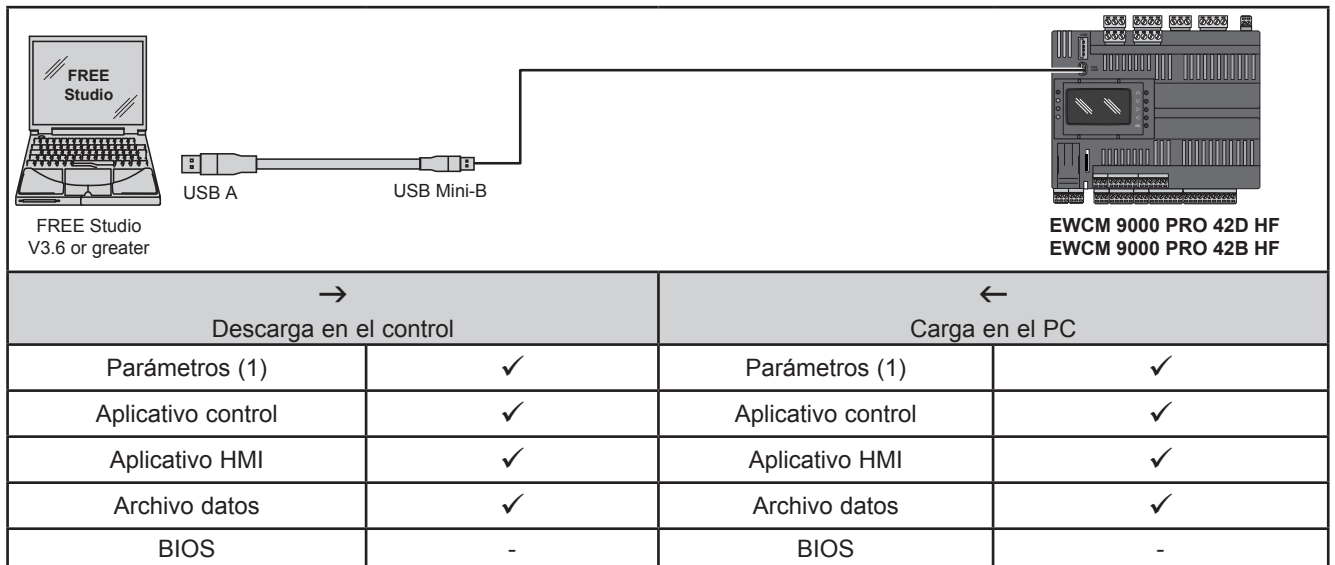 FREE
Studio
USB A
USB Mini-B
FREE Studio
V3.6 or greater
EWCM 9000 PRO 42D HF
EWCM 9000 PRO 42B HF
→ ←
Descarga en el control Carga en el PC
Parámetros (1) ✓ Parámetros (1) ✓
Aplicativo control ✓ Aplicativo control ✓
Aplicativo HMI ✓ Aplicativo HMI ✓
Archivo datos ✓ Archivo datos ✓
BIOS - BIOS -